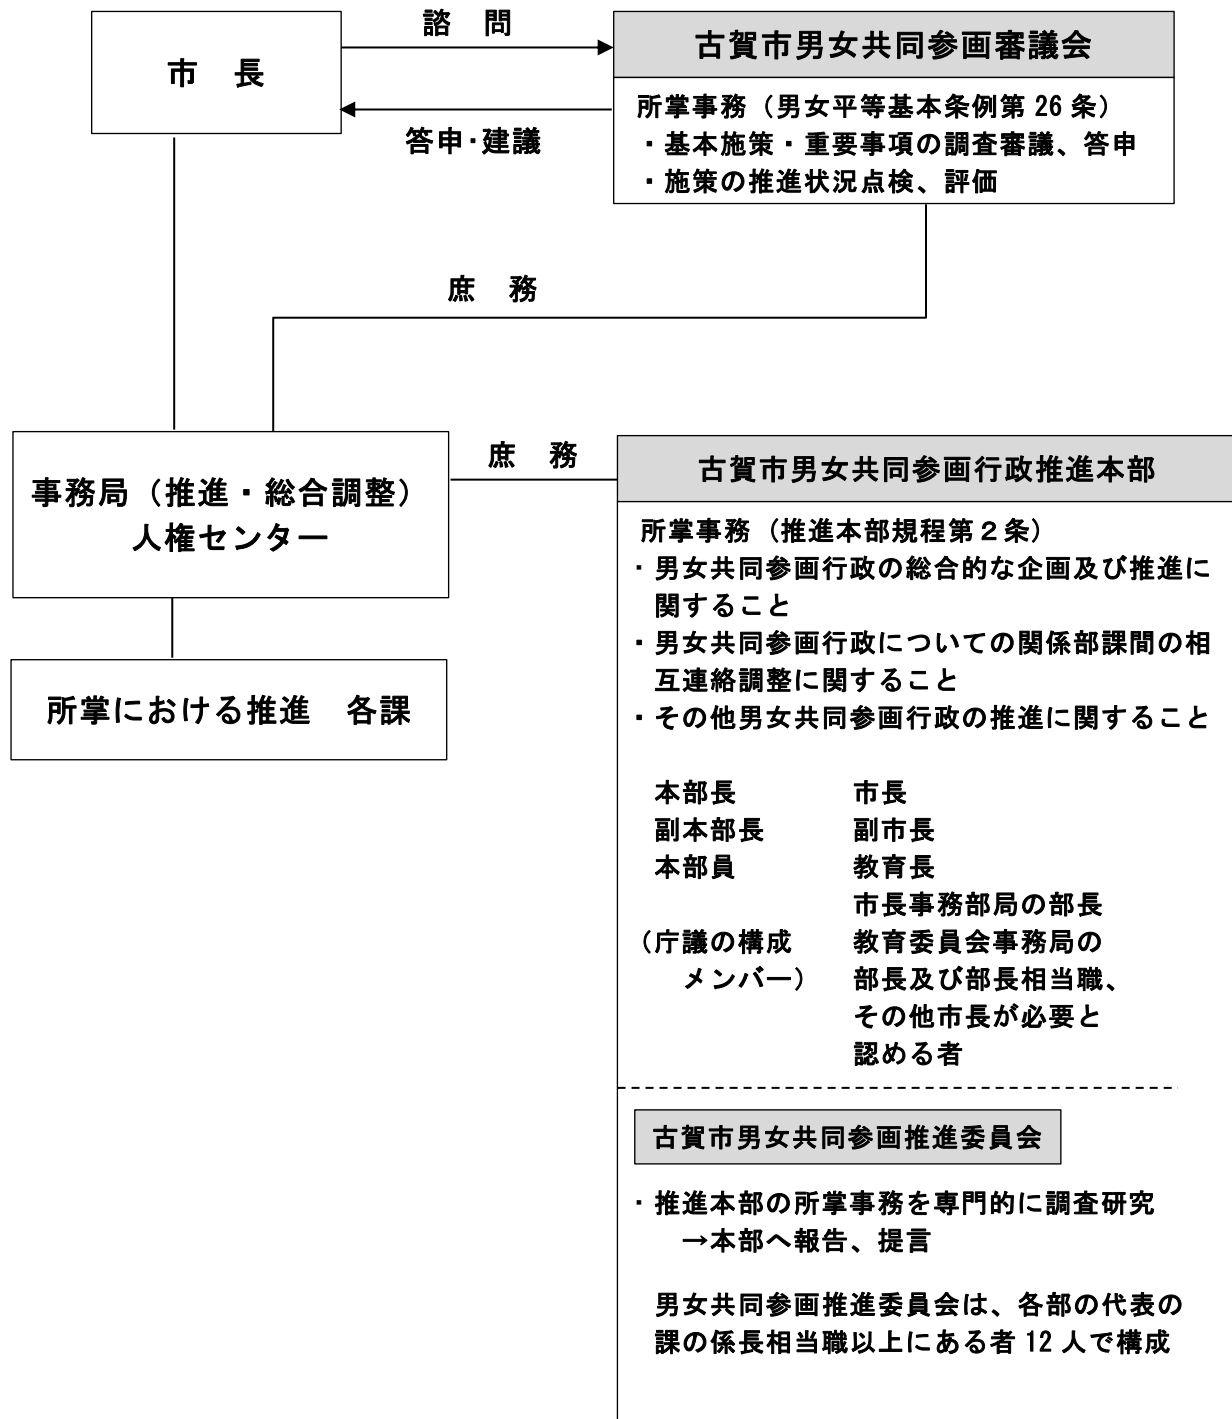 諮　問
古賀市男女共同参画審議会
市　長
所掌事務（男女平等基本条例第 26 条）
・基本施策・重要事項の調査審議、答申
・施策の推進状況点検、評価
答申・建議
庶　務
庶　務
事務局（推進・総合調整）
人権センター
所掌における推進　各課
古賀市男女共同参画行政推進本部
所掌事務（推進本部規程第２条）
・男女共同参画行政の総合的な企画及び推進に
関すること
・男女共同参画行政についての関係部課間の相
互連絡調整に関すること
・その他男女共同参画行政の推進に関すること
本部長　市長
副本部長　副市長
本部員　教育長
市長事務部局の部長
（庁議の構成　教育委員会事務局の
メンバー）　部長及び部長相当職、
その他市長が必要と
認める者
古賀市男女共同参画推進委員会
・推進本部の所掌事務を専門的に調査研究
→本部へ報告、提言
男女共同参画推進委員会は、各部の代表の
課の係長相当職以上にある者 12 人で構成